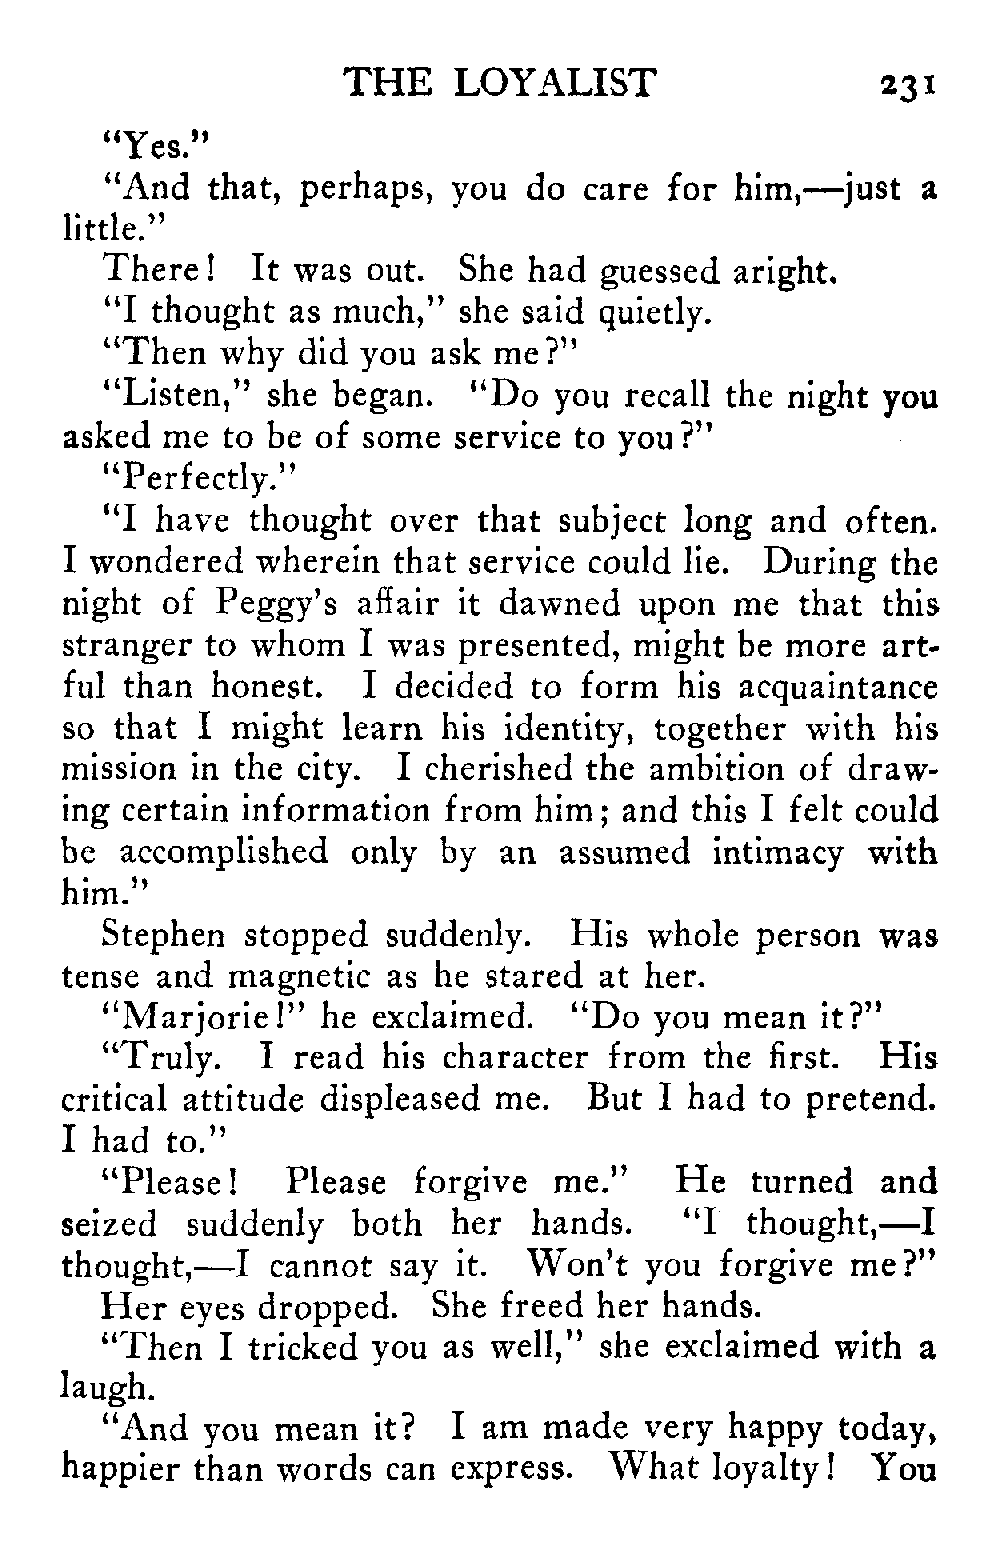 THE LOYALIST 231
“Yes.”
“And that, perhaps, you do care for him,—just a
little.”
There! It was out. She had guessed aright.
“I thought as much,” she said quietly.
“Then why did you ask me?”
“Listen,” she began. “Do you recall the night you
asked me to be of some service to you?”
“Perfectly.”
“I have thought over that subject long and often.
I wondered wherein that service could lie. During the
night of Peggy’s affair it dawned upon me that this
stranger to whom I was presented, might be more art-
ful than honest. I decided to form his acquaintance
so that I might learn his identity, together with his
mission in the city. I cherished the ambition of draw-
ing certain information from him; and this I felt could
be accomplished only by an assumed intimacy with
him.”
Stephen stopped suddenly. His whole person was
tense and magnetic as he stared at her.
“Marjorie!” he exclaimed. “Do you mean it?”
“Truly. I read his character from the first. His
critical attitude displeased me. But I had to pretend.
I had to.”
“Please! Please forgive me.” He turned and
seized suddenly both her hands. “I thought,—I
thought,—I cannot say it. Won’t you forgive me?”
Her eyes dropped. She freed her hands.
“Then I tricked you as well,” she exclaimed with a
laugh.
“And you mean it? I am made very happy today,
happier than words can express. What loyalty! You